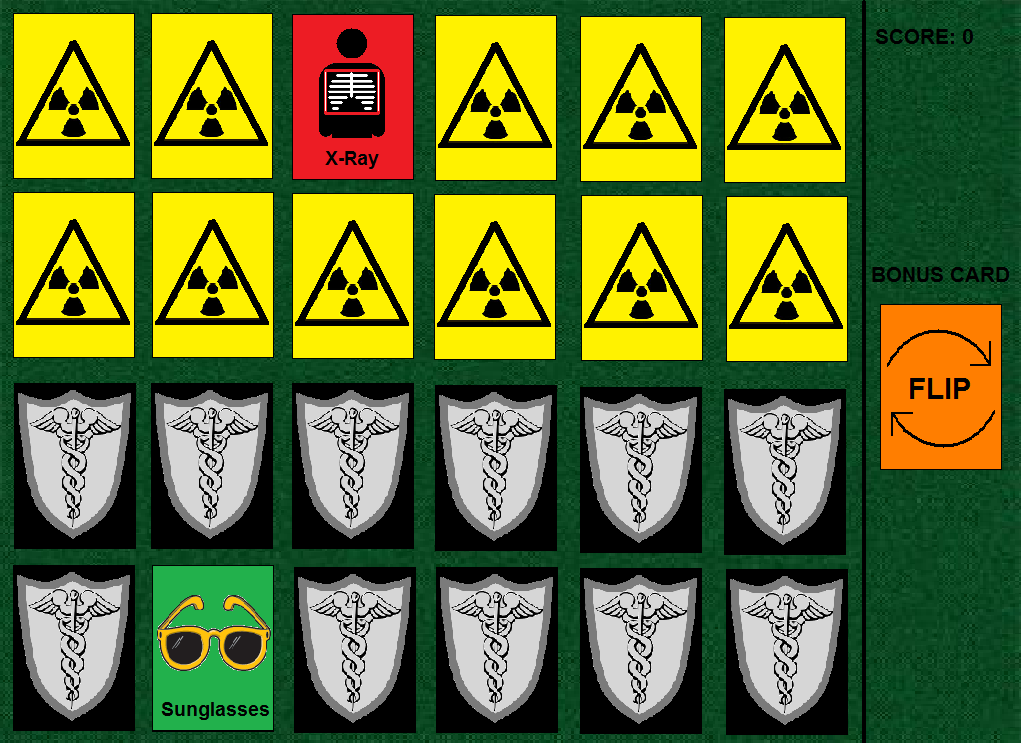 SCORE: 0
X-Ray
BONUS CARD
FLIP
Sunglasses